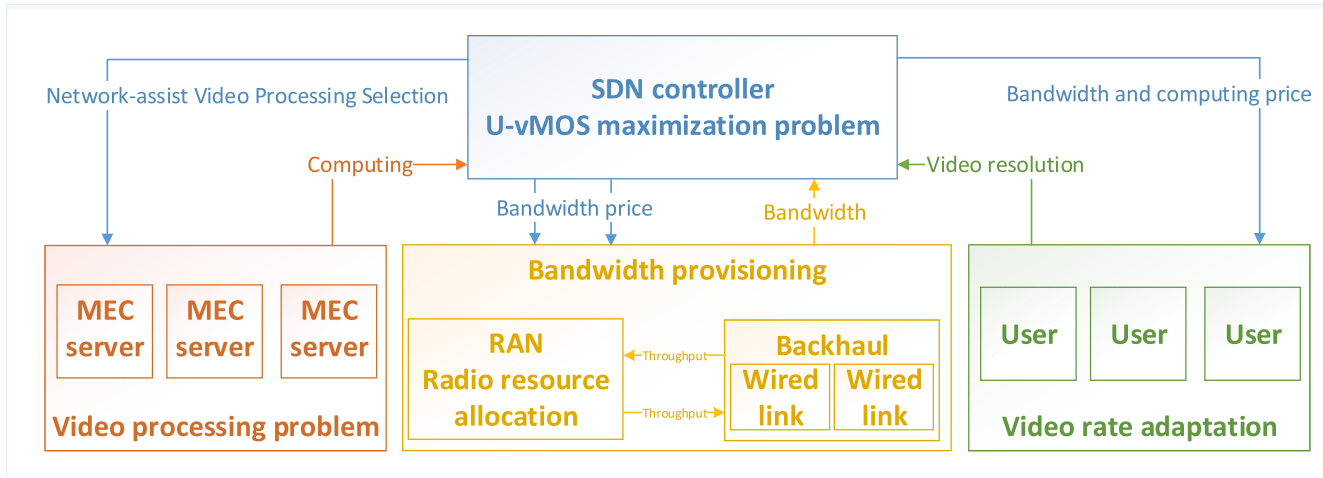 SDN controller
U-vMOS maximization problem
Network-assist Video Processing Selection
Bandwidth and computing price
Computing
Video resolution
Bandwidth price
Bandwidth
MEC
server
MEC
server
MEC
server
Video processing problem
Bandwidth provisioning
RAN
Radio resource
allocation
Throughput
Throughput
Backhaul
Wired
link
Wired
link
User
User
User
Video rate adaptation